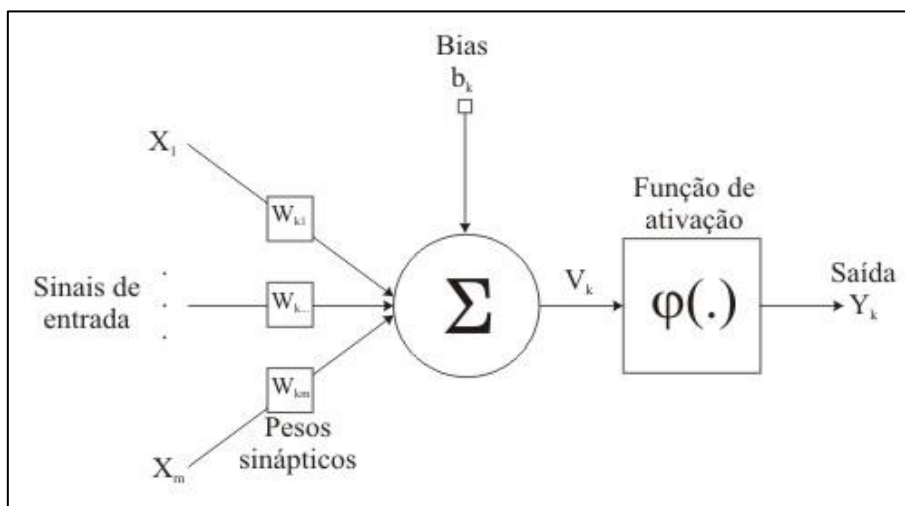 Bias
b_k
X_1
W_k1
Função de
ativação
Sinais de
entrada
.
.
W_k...
Σ
V_k
φ(.)
Saída
Y_k
W_km
Pesos
sinápticos
X_m